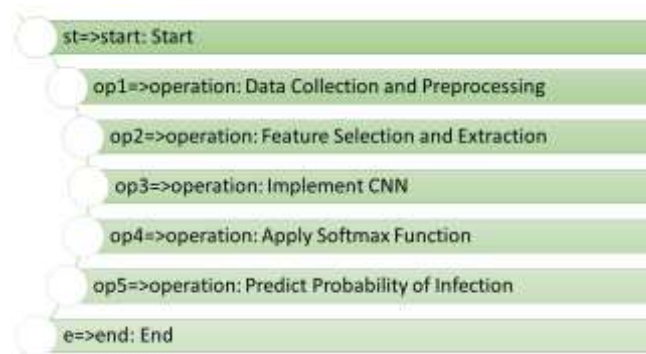 st=>start: Start
op1=>operation: Data Collection and Preprocessing
op2=>operation: Feature Selection and Extraction
op3=>operation: Implement CNN
op4=>operation: Apply Softmax Function
op5=>operation: Predict Probability of Infection
e=>end: End